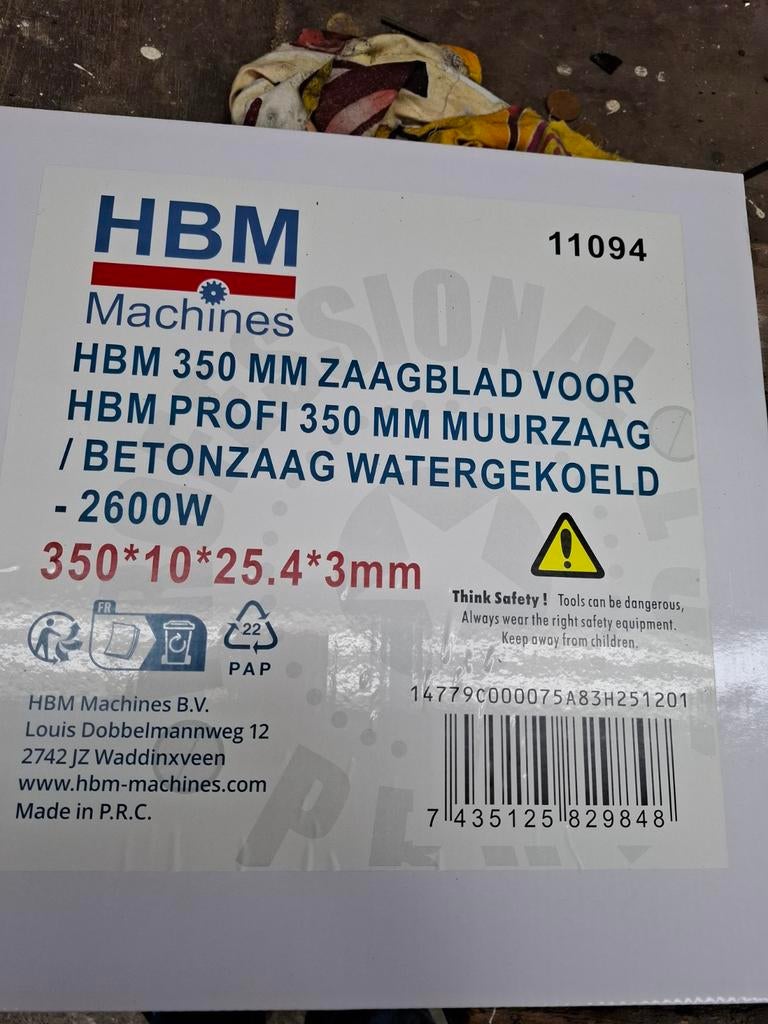 HBM
11094
Machines
HBM 350 MM ZAAGBLAD VOOR
HBM PROFI 350 MM MUURZAAG
/ BETONZAAG WATERGEKOELD
- 2600W
350*10*25.4*3mm
Think Safety ! Tools can be dangerous,
Always wear the right safety equipment.
Keep away from children.
FR
22
PAP
14779C000075A83H251201
HBM Machines B.V.
Louis Dobbelmannweg 12
2742 JZ Waddinxveen
www.hbm-machines.com
Made in P.R.C.
7 435125 829848
PROFESSIONAL